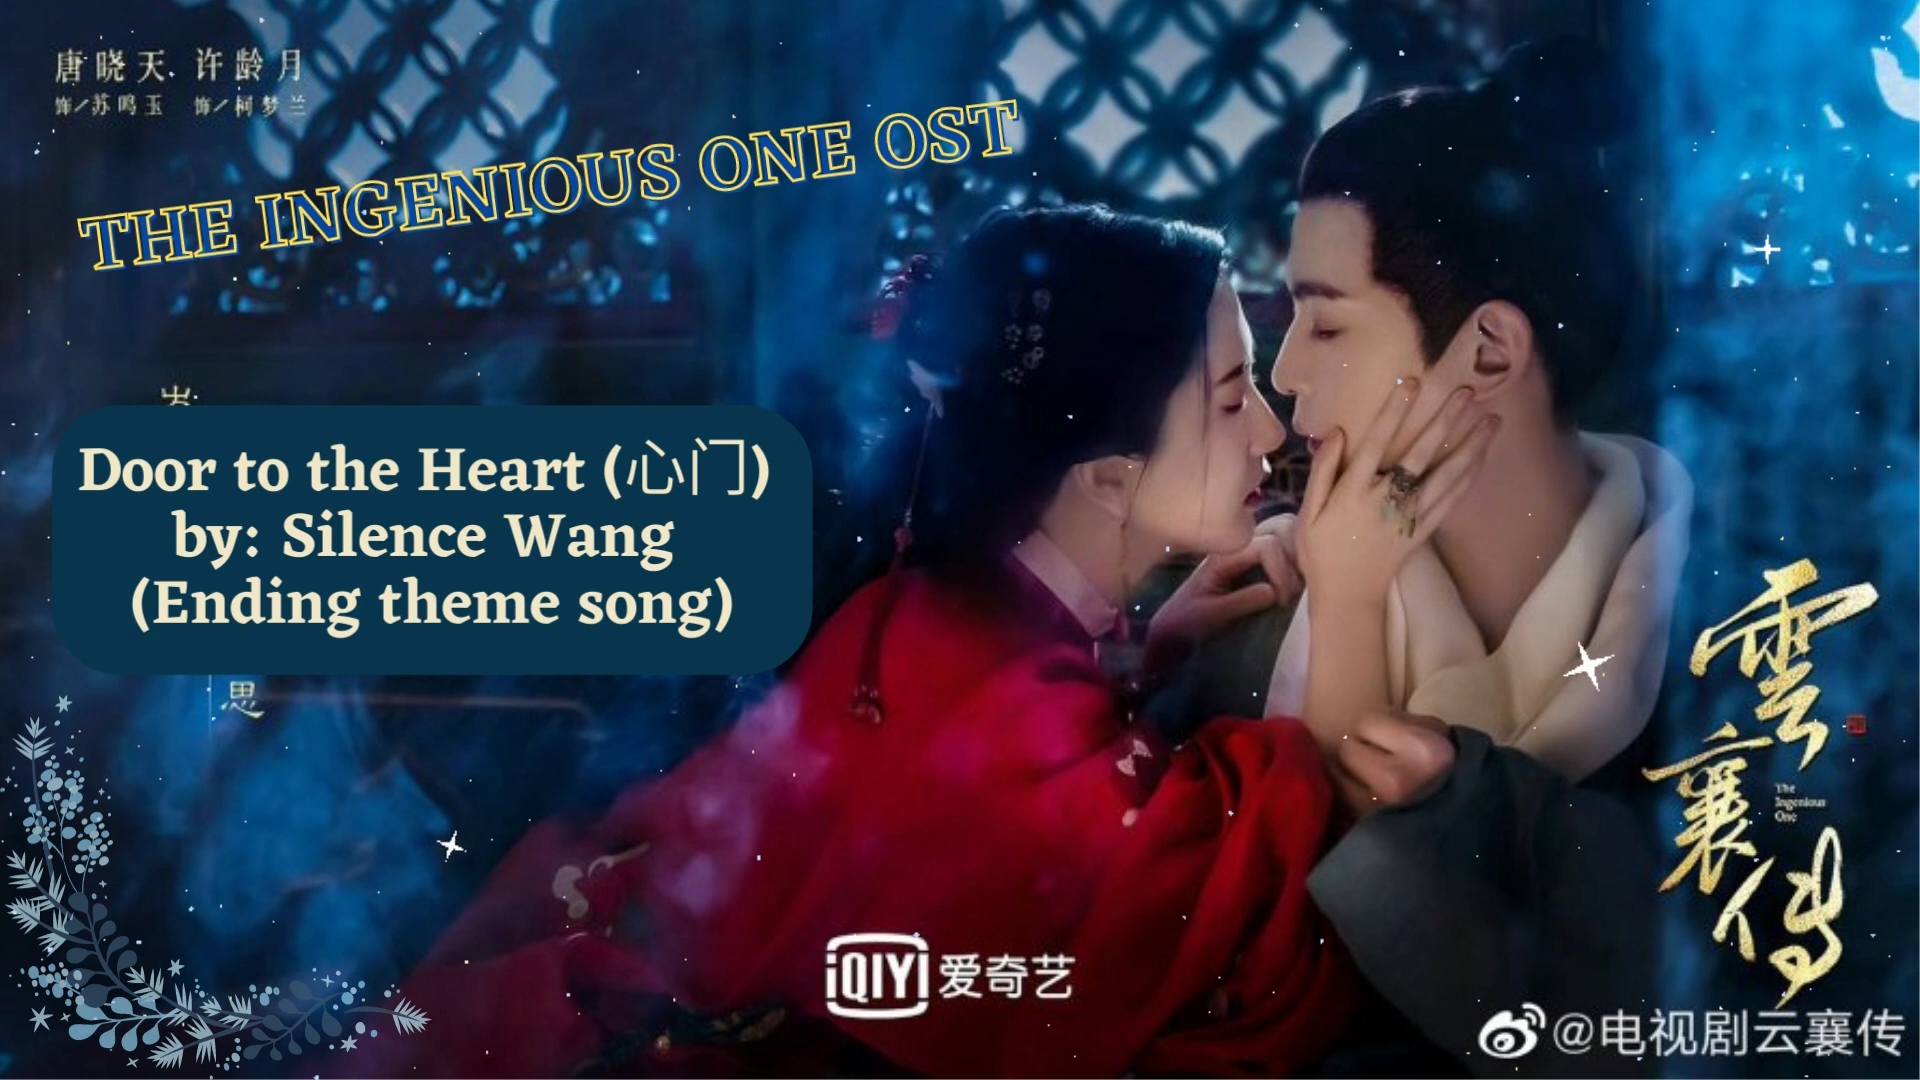 唐晓天 许龄月
饰/苏鸣玉 饰/柯梦兰
THE INGENIOUS ONE OST
岁
Door to the Heart (心门)
by: Silence Wang
(Ending theme song)
思
雲襄传
The
Ingenious
One
iQIYI 爱奇艺
@电视剧云襄传